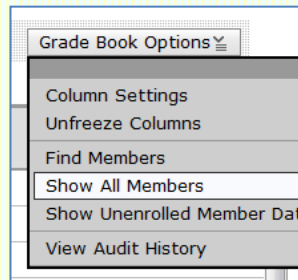 Grade Book Options
Column Settings
Unfreeze Columns
Find Members
Show All Members
Show Unenrolled Member Dat
View Audit History